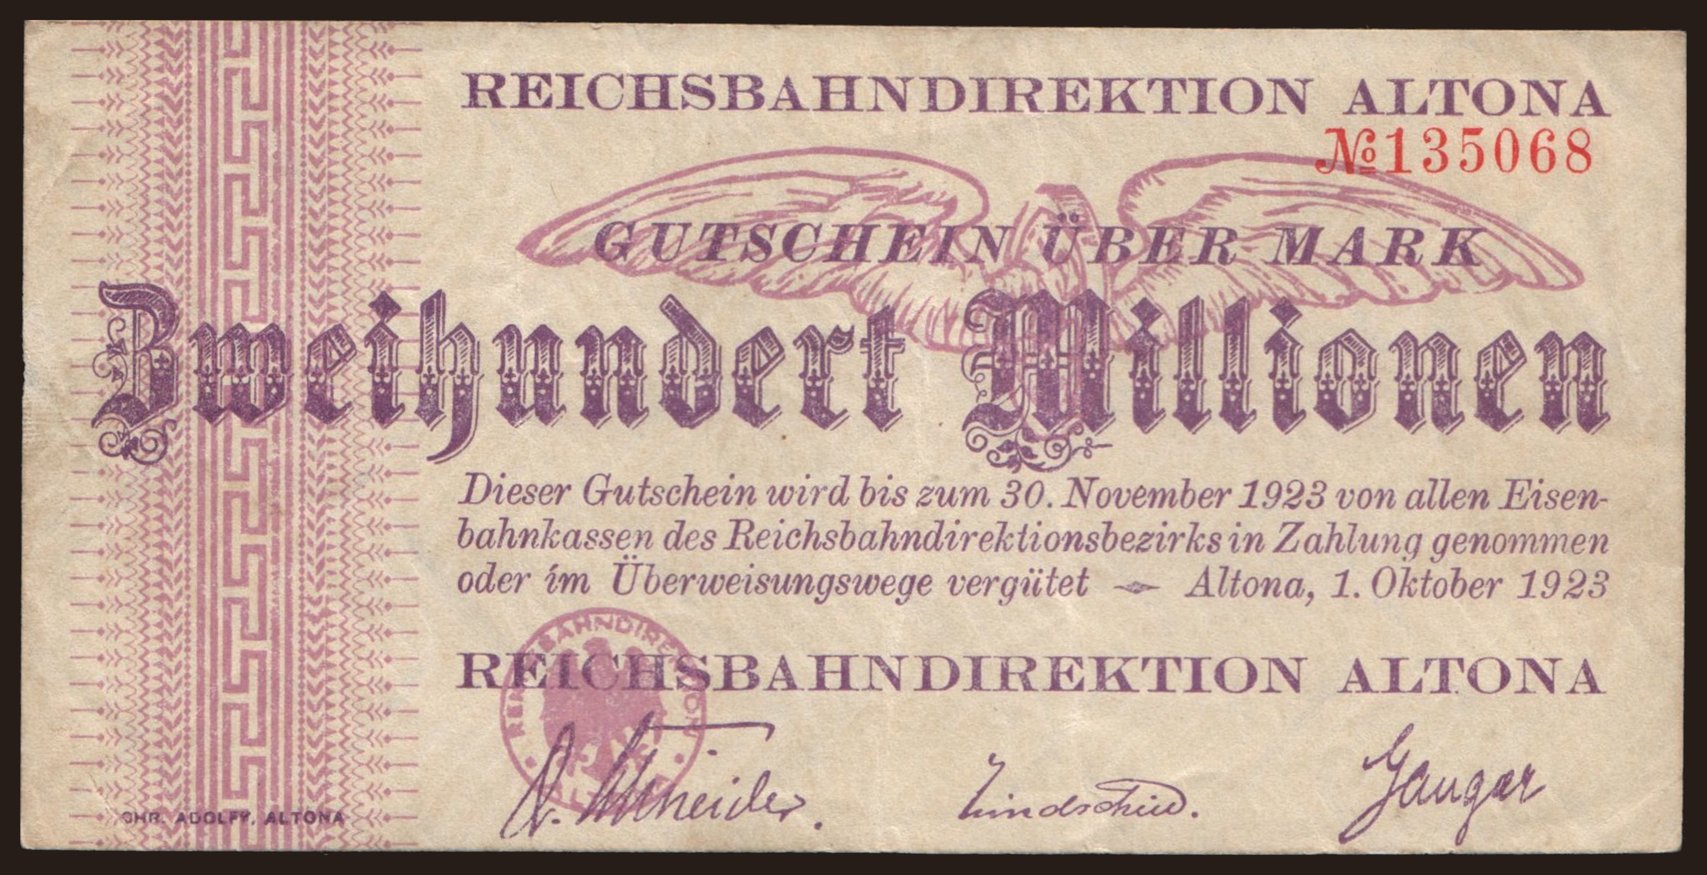 REICHSBAHNDIREKTION ALTONA
№135068
GUTSCHEIN ÜBER MARK
Zweihundert Millionen
Dieser Gutschein wird bis zum 30. November 1923 von allen Eisen-
bahnkassen des Reichsbahndirektionsbezirks in Zahlung genommen
oder im Überweisungswege vergütet — Altona, 1. Oktober 1923
REICHSBAHNDIREKTION ALTONA
Schneider.
CHR. ADOLFF, ALTONA